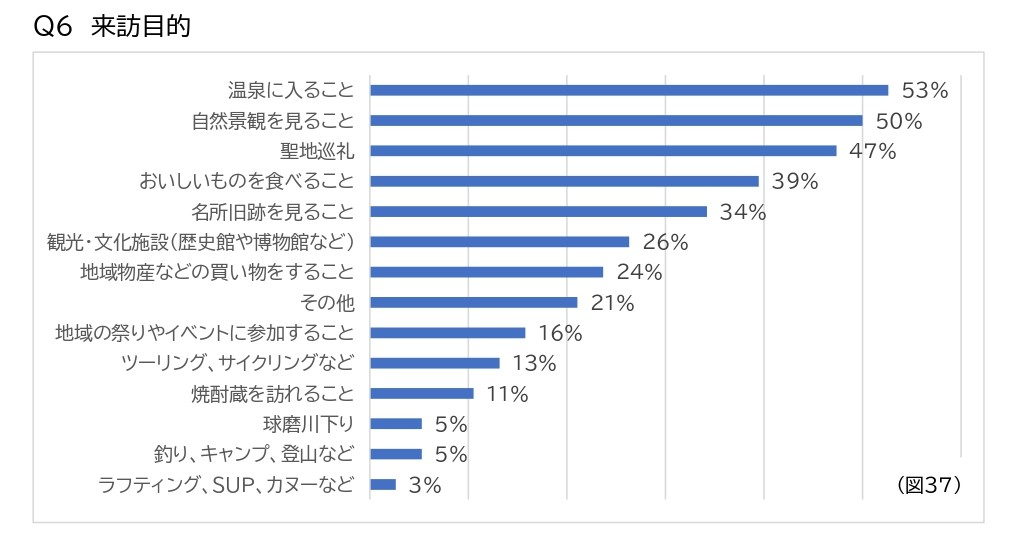 Q6 来訪目的
温泉に入ること 53%
自然景観を見ること 50%
聖地巡礼 47%
おいしいものを食べること 39%
名所旧跡を見ること 34%
観光・文化施設(歴史館や博物館など) 26%
地域物産などの買い物をすること 24%
その他 21%
地域の祭りやイベントに参加すること 16%
ツーリング、サイクリングなど 13%
焼酎蔵を訪れること 11%
球磨川下り 5%
釣り、キャンプ、登山など 5%
ラフティング、SUP、カヌーなど 3%
(図37)